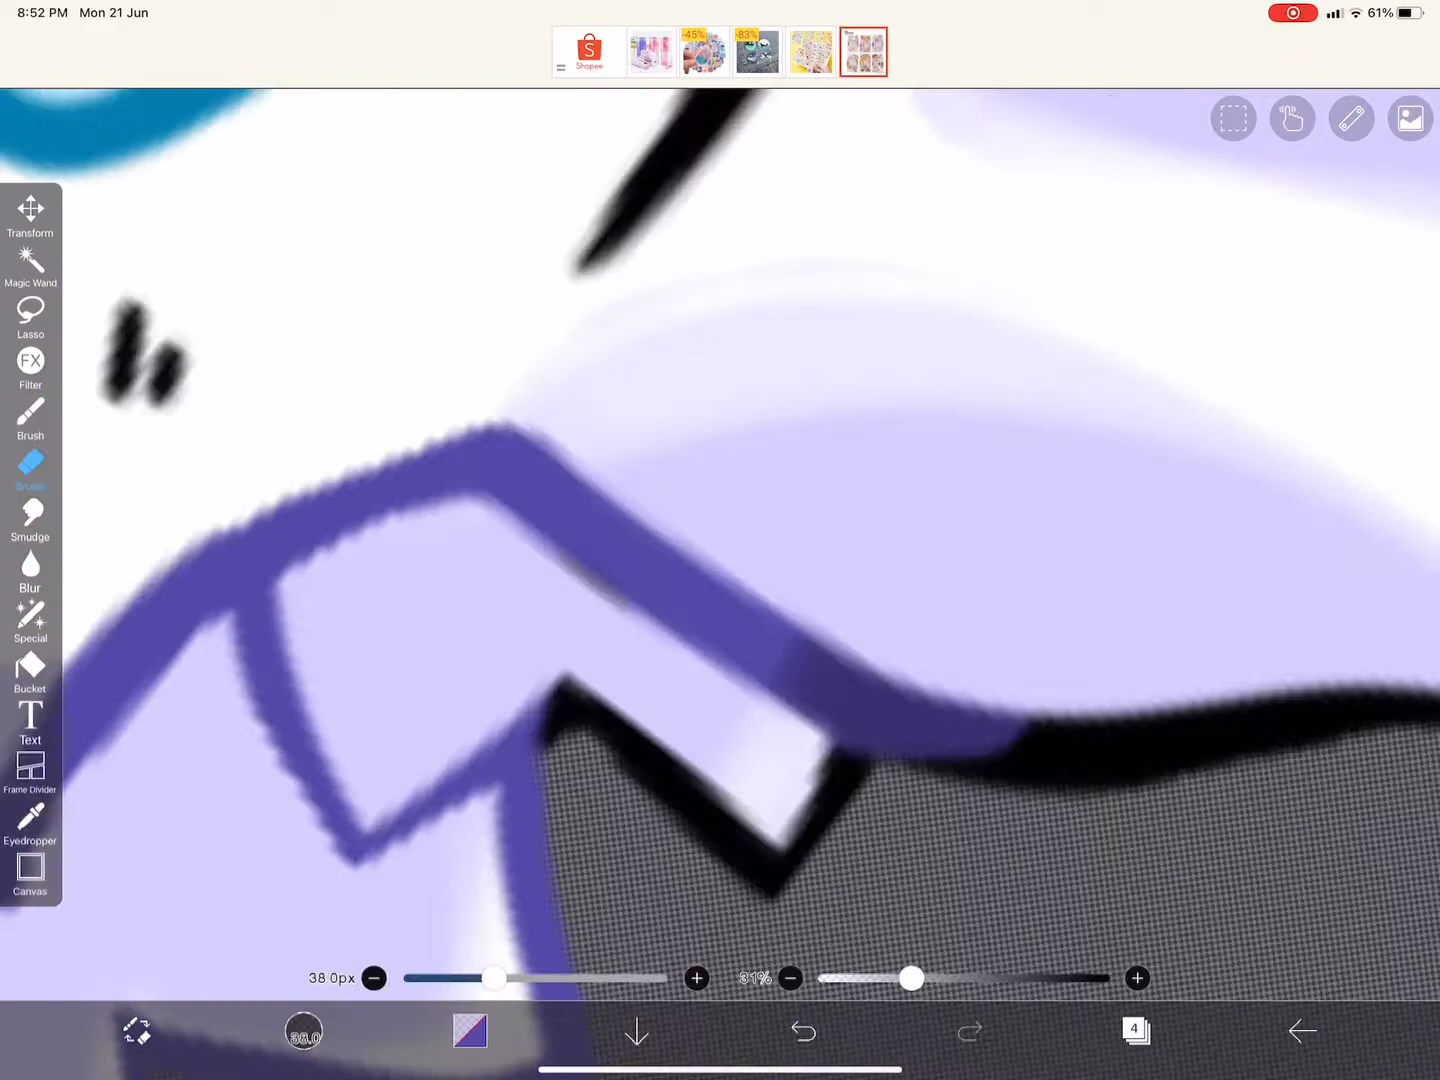 8:52 PM Mon 21 Jun
61%
S
Shopee
-45%
-83%
Transform
Magic Wand
Lasso
FX
Filter
Brush
Eraser
Smudge
Blur
Special
Bucket
T
Text
Frame Divider
Eyedropper
Canvas
38.0px
31%
38.0
4